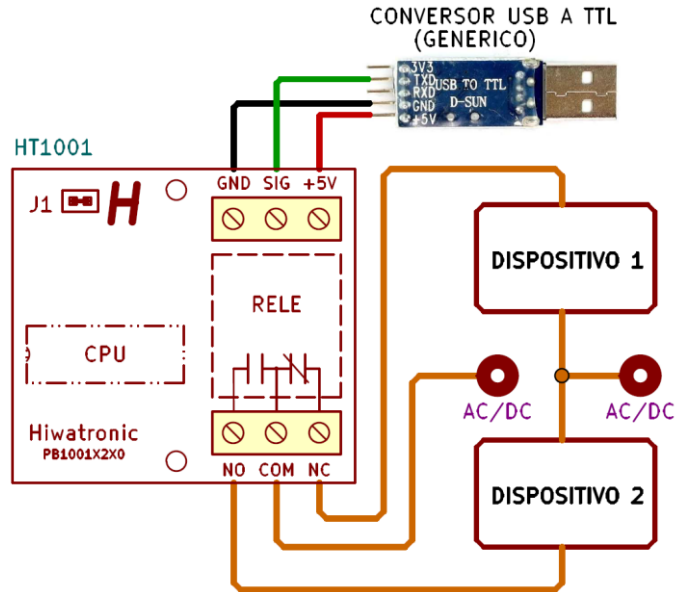 CONVERSOR USB A TTL
(GENERICO)
3V3
TXD
RXD
GND
+5V
USB TO TTL
D-SUN
HT1001
J1
H
GND SIG +5V
RELE
CPU
Hiwatronic
PB1001X2X0
NO COM NC
DISPOSITIVO 1
AC/DC
AC/DC
DISPOSITIVO 2